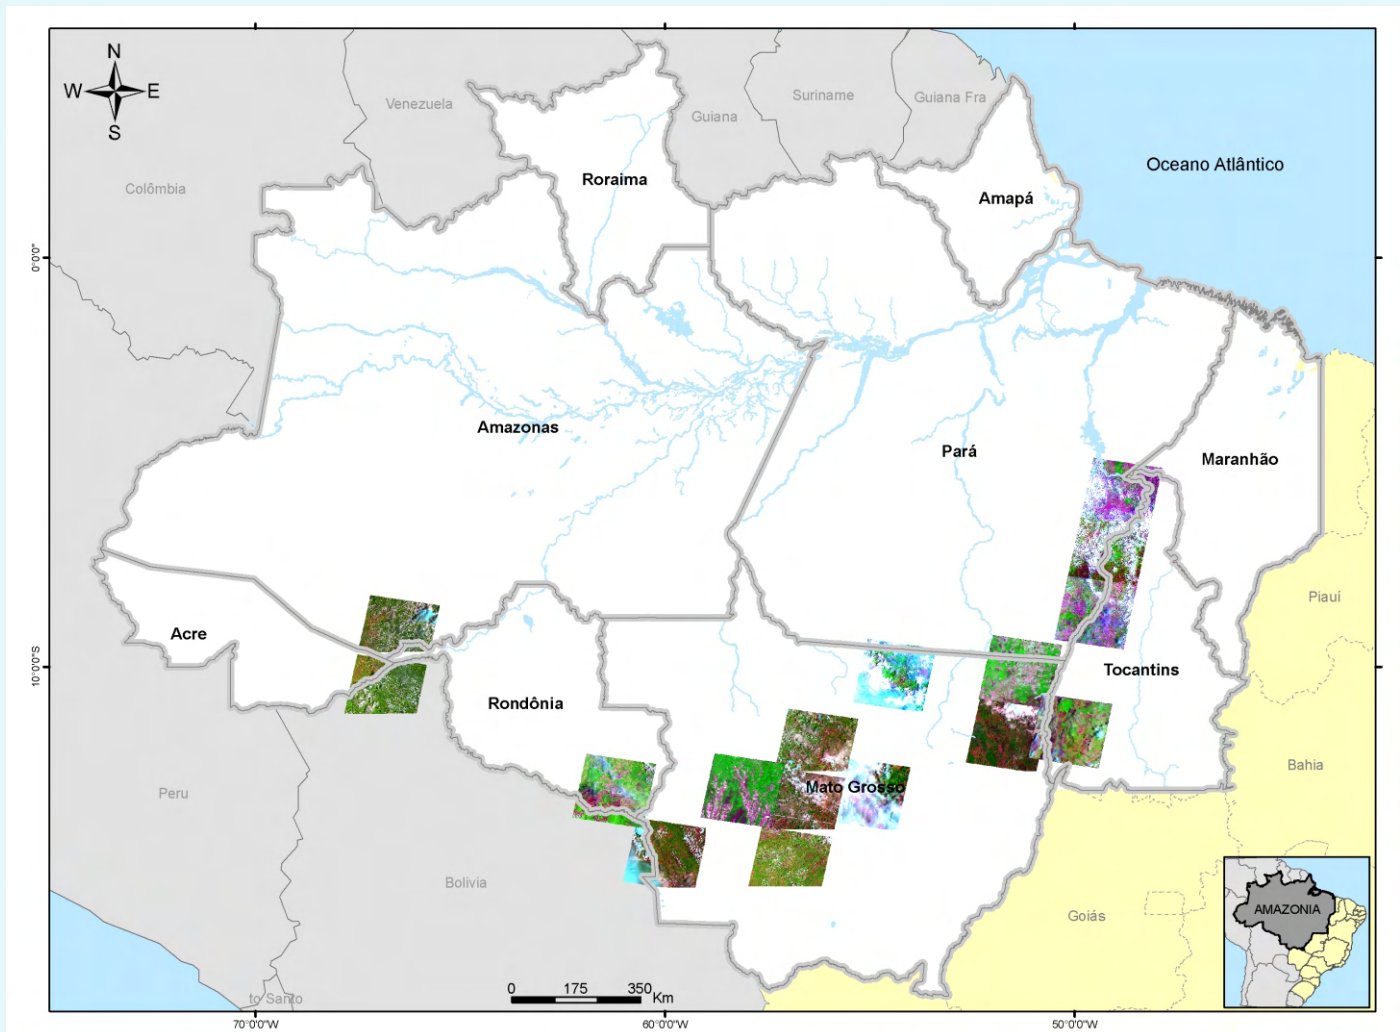 N
W E
S
Venezuela
Guiana
Suriname
Guiana Fra
Colômbia
Roraima
Amapá
Oceano Atlântico
0°0'0"
Amazonas
Pará
Maranhão
Piauí
Acre
10°0'0"S
Rondônia
Tocantins
Mato Grosso
Bahia
Peru
Bolivia
Goiás
AMAZONIA
to Santo
0 175 350
Km
70°0'0"W 60°0'0"W 50°0'0"W